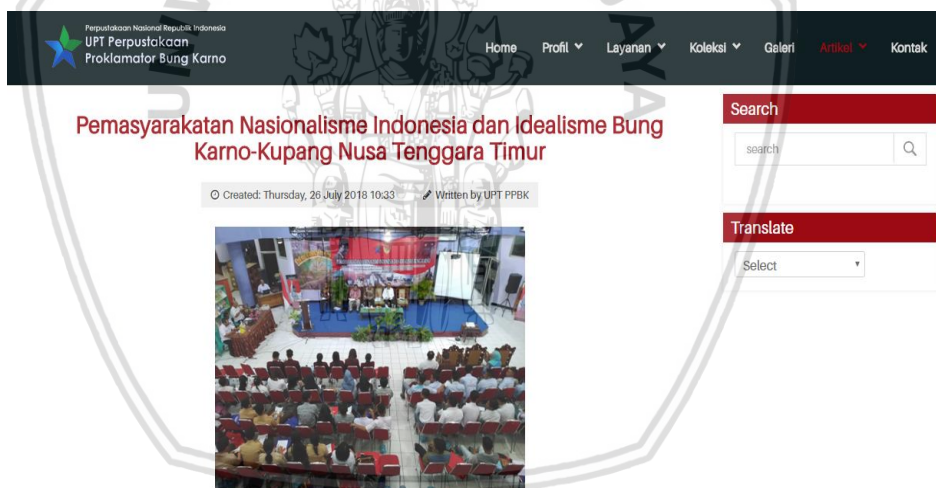 Perpustakaan Nasional Republik Indonesia
UPT Perpustakaan
Proklamator Bung Karno
Home Profil Layanan Koleksi Galeri Artikel Kontak
Pemasyarakatan Nasionalisme Indonesia dan Idealisme Bung
Karno-Kupang Nusa Tenggara Timur
Created: Thursday, 26 July 2018 10:33 Written by UPT PPBK
Search
search
Translate
Select